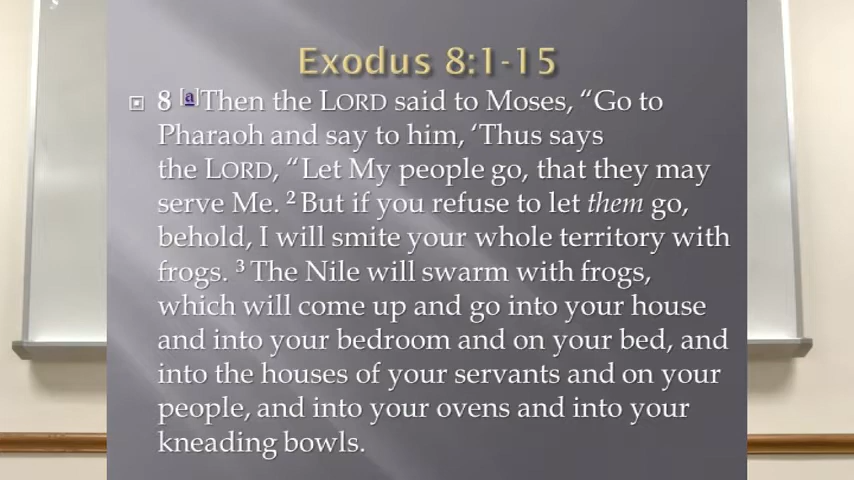 Exodus 8:1-15
8 [a]Then the LORD said to Moses, “Go to
Pharaoh and say to him, ‘Thus says
the LORD, “Let My people go, that they may
serve Me. 2 But if you refuse to let them go,
behold, I will smite your whole territory with
frogs. 3 The Nile will swarm with frogs,
which will come up and go into your house
and into your bedroom and on your bed, and
into the houses of your servants and on your
people, and into your ovens and into your
kneading bowls.